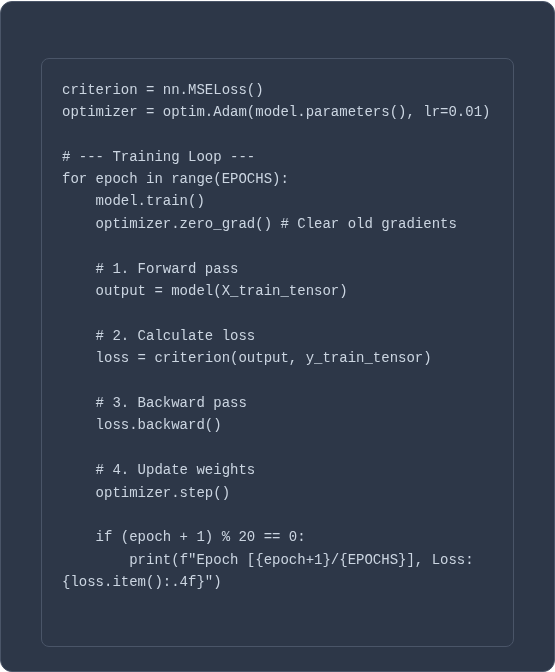 criterion = nn.MSELoss()
optimizer = optim.Adam(model.parameters(), lr=0.01)
# --- Training Loop ---
for epoch in range(EPOCHS):
    model.train()
    optimizer.zero_grad() # Clear old gradients
    # 1. Forward pass
    output = model(X_train_tensor)
    # 2. Calculate loss
    loss = criterion(output, y_train_tensor)
    # 3. Backward pass
    loss.backward()
    # 4. Update weights
    optimizer.step()
    if (epoch + 1) % 20 == 0:
        print(f"Epoch [{epoch+1}/{EPOCHS}], Loss:
{loss.item():.4f}")